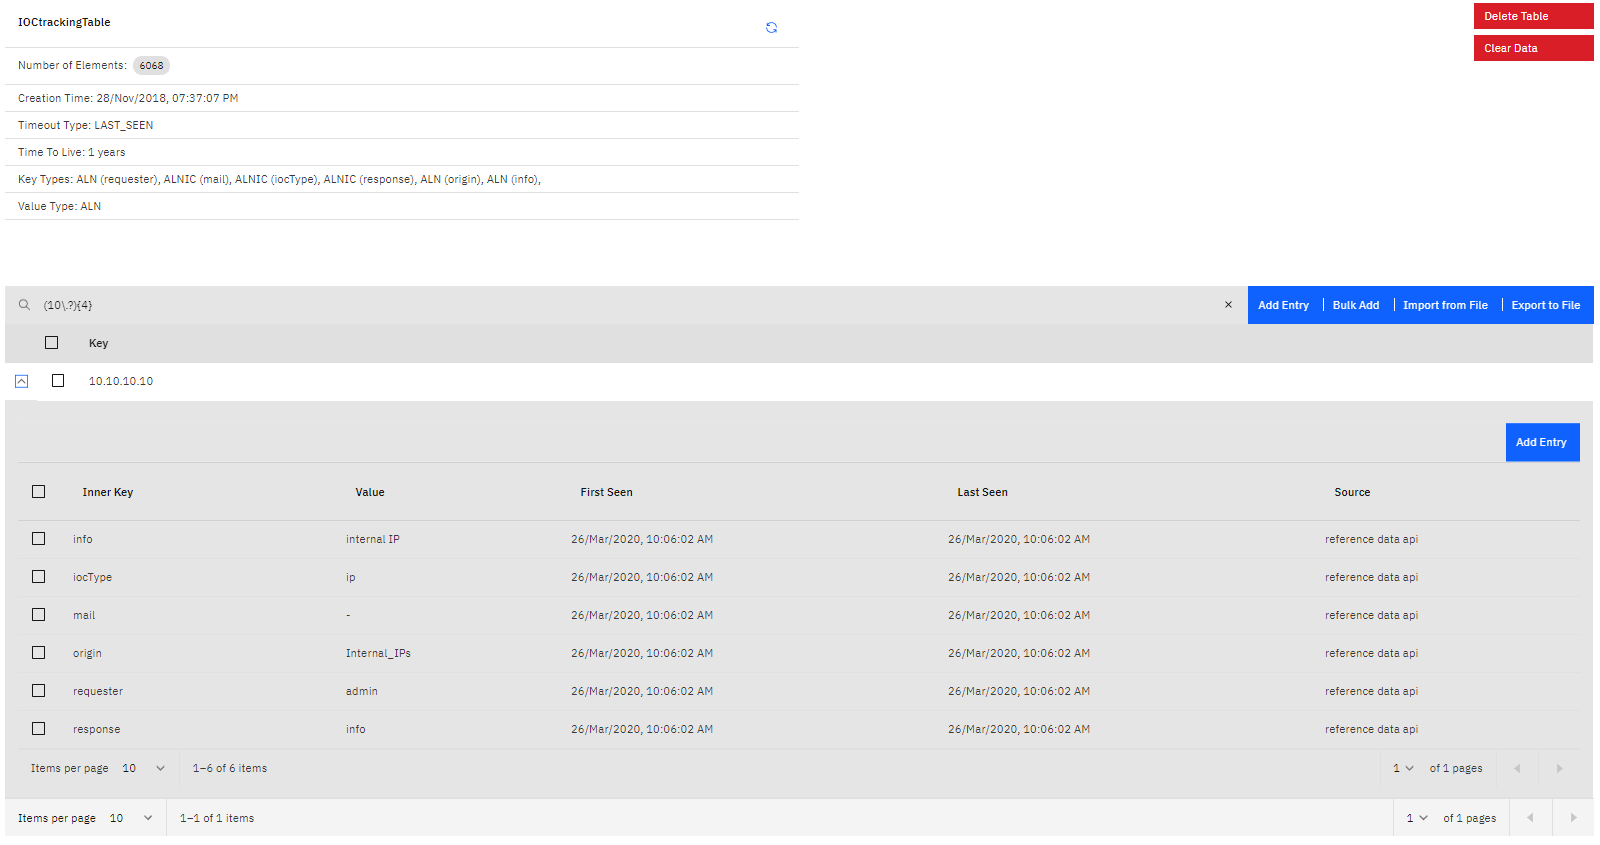 IOCtrackingTable
Delete Table
Clear Data
Number of Elements: 6068
Creation Time: 28/Nov/2018, 07:37:07 PM
Timeout Type: LAST_SEEN
Time To Live: 1 years
Key Types: ALN (requester), ALNIC (mail), ALNIC (iocType), ALNIC (response), ALN (origin), ALN (info),
Value Type: ALN
(10\.?){4} × Add Entry | Bulk Add | Import from File | Export to File
Key
10.10.10.10
Add Entry
Inner Key Value First Seen Last Seen Source
info internal IP 26/Mar/2020, 10:06:02 AM 26/Mar/2020, 10:06:02 AM reference data api
iocType ip 26/Mar/2020, 10:06:02 AM 26/Mar/2020, 10:06:02 AM reference data api
mail - 26/Mar/2020, 10:06:02 AM 26/Mar/2020, 10:06:02 AM reference data api
origin Internal_IPs 26/Mar/2020, 10:06:02 AM 26/Mar/2020, 10:06:02 AM reference data api
requester admin 26/Mar/2020, 10:06:02 AM 26/Mar/2020, 10:06:02 AM reference data api
response info 26/Mar/2020, 10:06:02 AM 26/Mar/2020, 10:06:02 AM reference data api
Items per page 10 1–6 of 6 items 1 of 1 pages
Items per page 10 1–1 of 1 items 1 of 1 pages